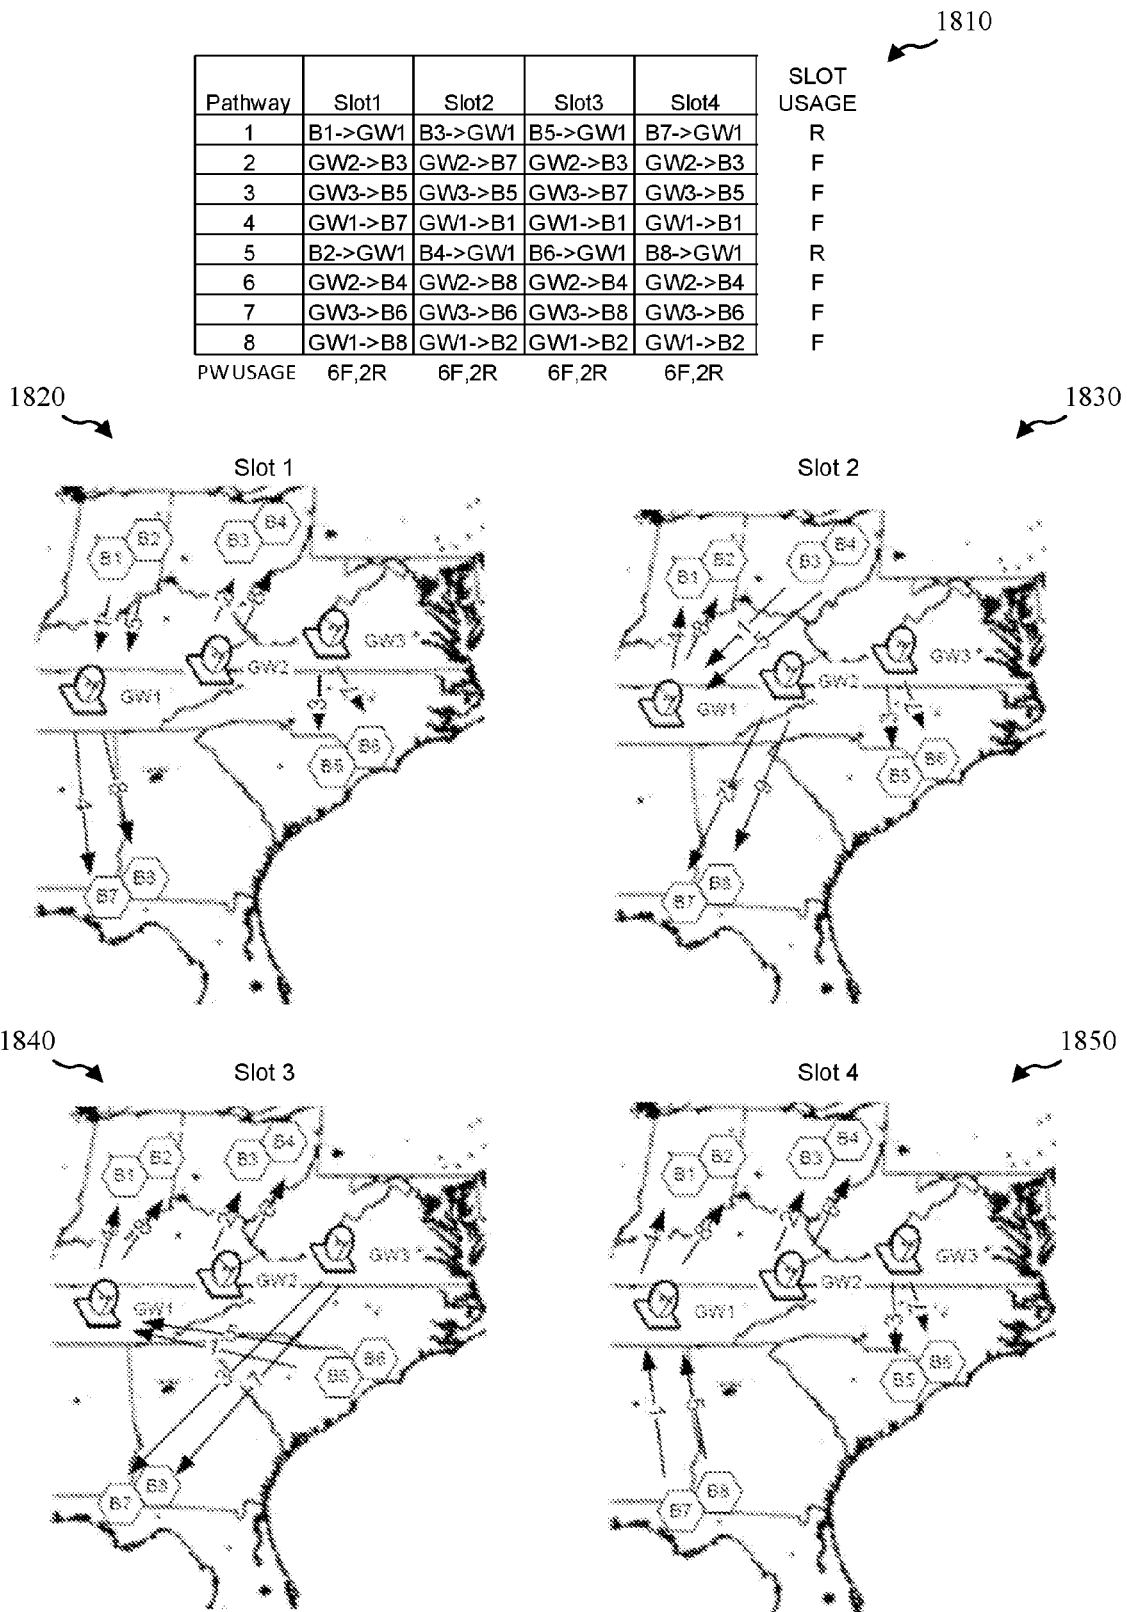 1810
SLOT
USAGE
Pathway Slot1 Slot2 Slot3 Slot4
1 B1->GW1 B3->GW1 B5->GW1 B7->GW1 R
2 GW2->B3 GW2->B7 GW2->B3 GW2->B3 F
3 GW3->B5 GW3->B5 GW3->B7 GW3->B5 F
4 GW1->B7 GW1->B1 GW1->B1 GW1->B1 F
5 B2->GW1 B4->GW1 B6->GW1 B8->GW1 R
6 GW2->B4 GW2->B8 GW2->B4 GW2->B4 F
7 GW3->B6 GW3->B6 GW3->B8 GW3->B6 F
8 GW1->B8 GW1->B2 GW1->B2 GW1->B2 F
PW USAGE 6F,2R 6F,2R 6F,2R 6F,2R
1820
1830
Slot 1
B1 B2 B3 B4
GW3
GW2
GW1
B5 B6
B7 B8
Slot 2
B1 B2 B3 B4
GW3
GW2
GW1
B5 B6
B7 B8
1840
1850
Slot 3
B1 B2 B3 B4
GW3
GW2
GW1
B5 B6
B7 B8
Slot 4
B1 B2 B3 B4
GW3
GW2
GW1
B5 B6
B7 B8